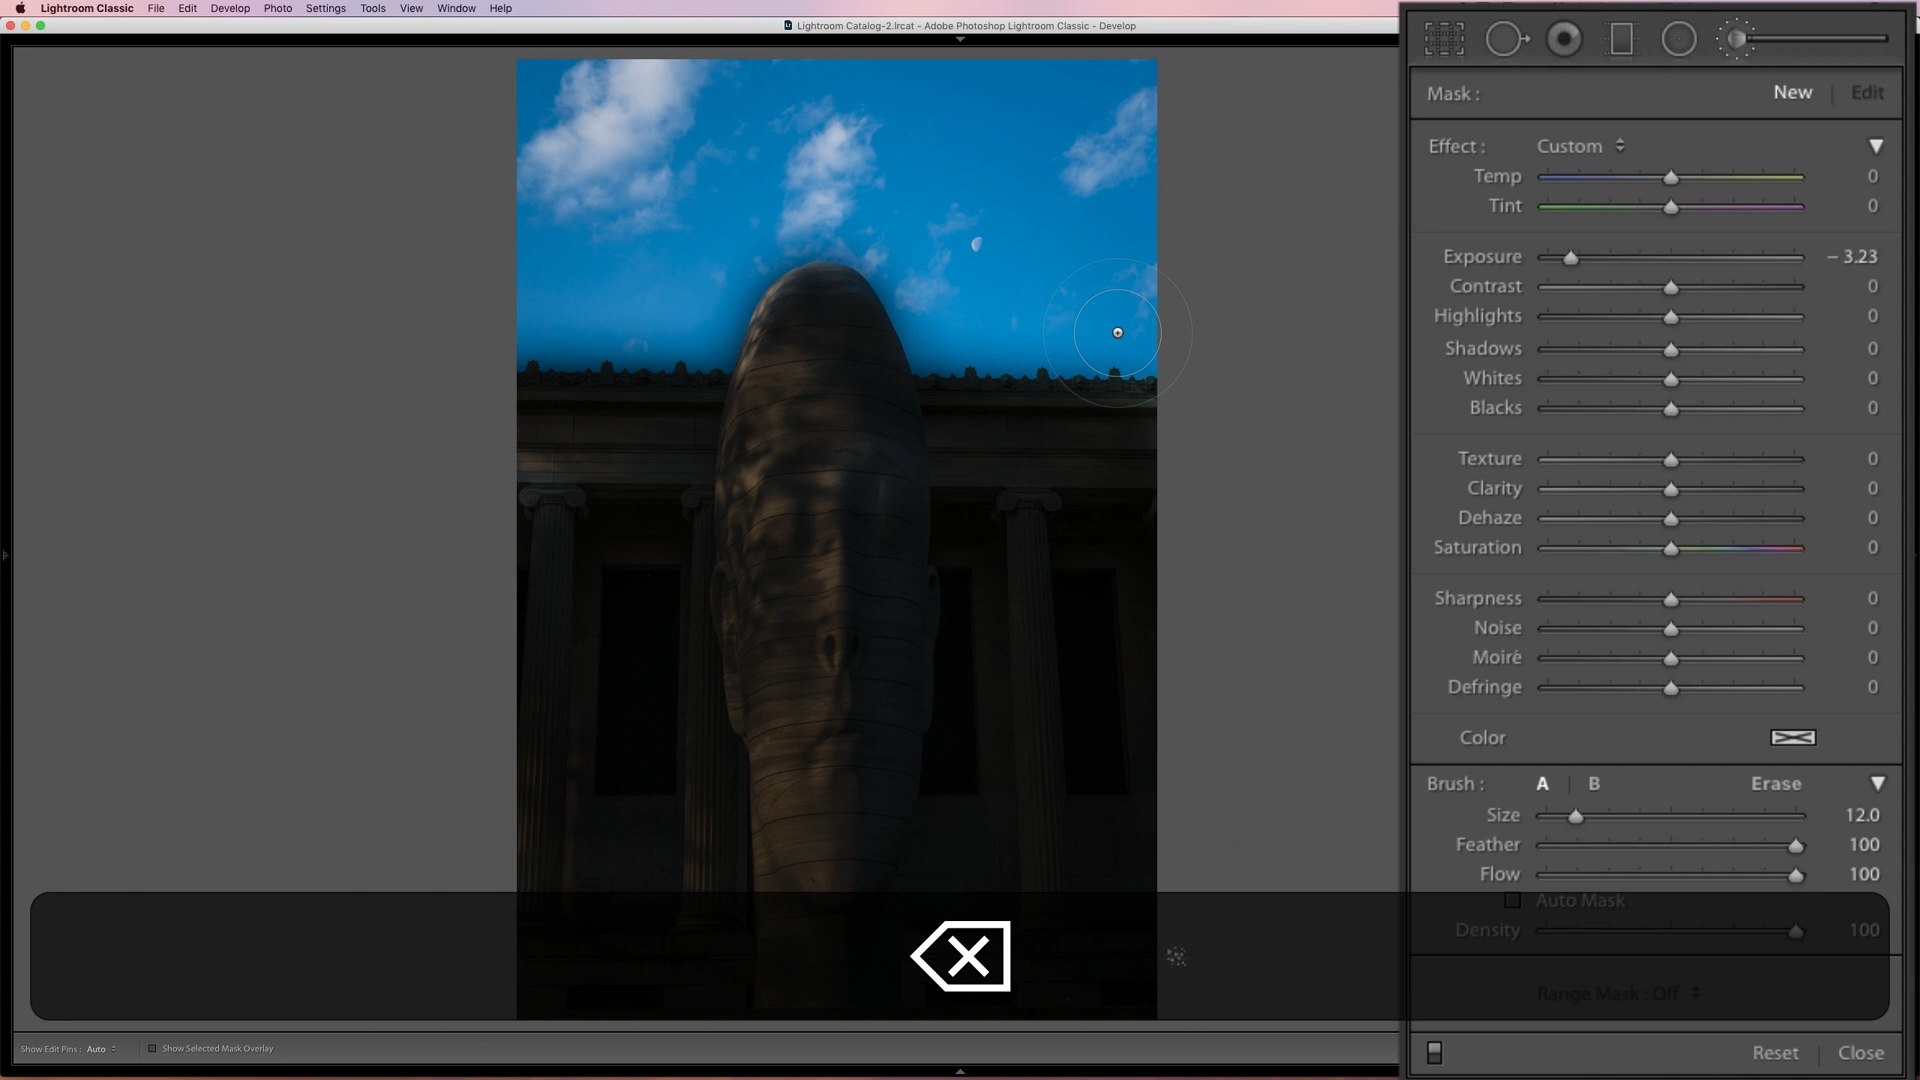 Lightroom Classic File Edit Develop Photo Settings Tools View Window Help
Lightroom Catalog-2.lrcat - Adobe Photoshop Lightroom Classic - Develop
Mask : New | Edit
Effect : Custom
Temp 0
Tint 0
Exposure – 3.23
Contrast 0
Highlights 0
Shadows 0
Whites 0
Blacks 0
Texture 0
Clarity 0
Dehaze 0
Saturation 0
Sharpness 0
Noise 0
Moiré 0
Defringe 0
Color
Brush : A | B Erase
Size 12.0
Feather 100
Flow 100
Auto Mask
Density 100
Range Mask : Off
Show Edit Pins : Auto Show Selected Mask Overlay
Reset Close